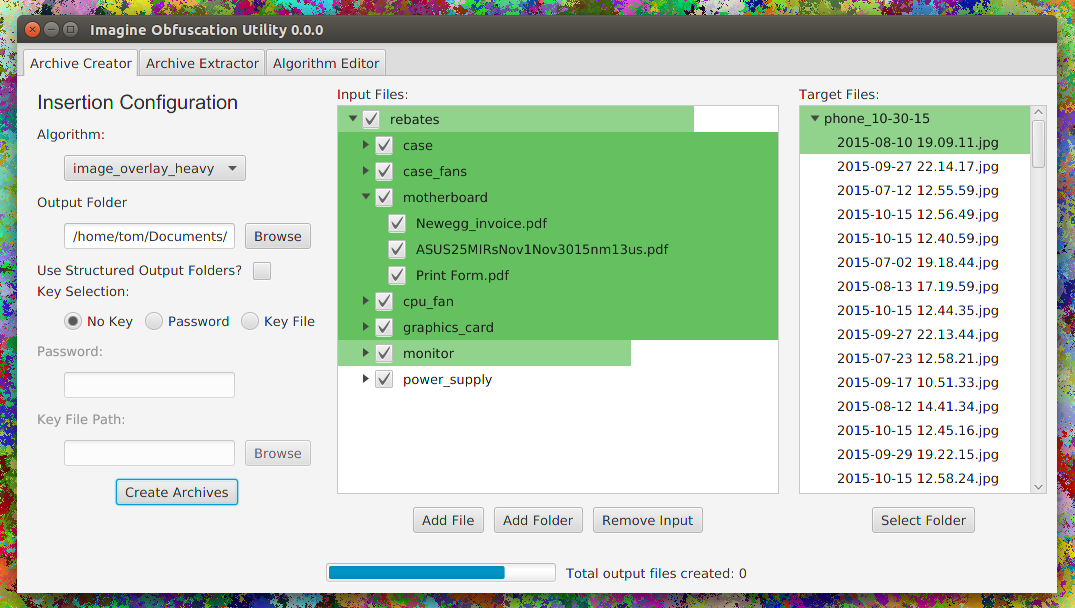 Imagine Obfuscation Utility 0.0.0
Archive Creator
Archive Extractor
Algorithm Editor
Insertion Configuration
Algorithm:
image_overlay_heavy
Output Folder
/home/tom/Documents/
Browse
Use Structured Output Folders?
Key Selection:
No Key
Password
Key File
Password:
Key File Path:
Browse
Create Archives
Input Files:
rebates
case
case_fans
motherboard
Newegg_invoice.pdf
ASUS25MIRsNov1Nov3015nm13us.pdf
Print Form.pdf
cpu_fan
graphics_card
monitor
power_supply
Add File
Add Folder
Remove Input
Target Files:
phone_10-30-15
2015-08-10 19.09.11.jpg
2015-09-27 22.14.17.jpg
2015-07-12 12.55.59.jpg
2015-10-15 12.56.49.jpg
2015-10-15 12.40.59.jpg
2015-07-02 19.18.44.jpg
2015-08-13 17.19.59.jpg
2015-10-15 12.44.35.jpg
2015-09-27 22.13.44.jpg
2015-07-23 12.58.21.jpg
2015-09-17 10.51.33.jpg
2015-08-12 14.41.34.jpg
2015-10-15 12.45.16.jpg
2015-09-29 19.22.15.jpg
2015-10-15 12.58.24.jpg
Select Folder
Total output files created: 0